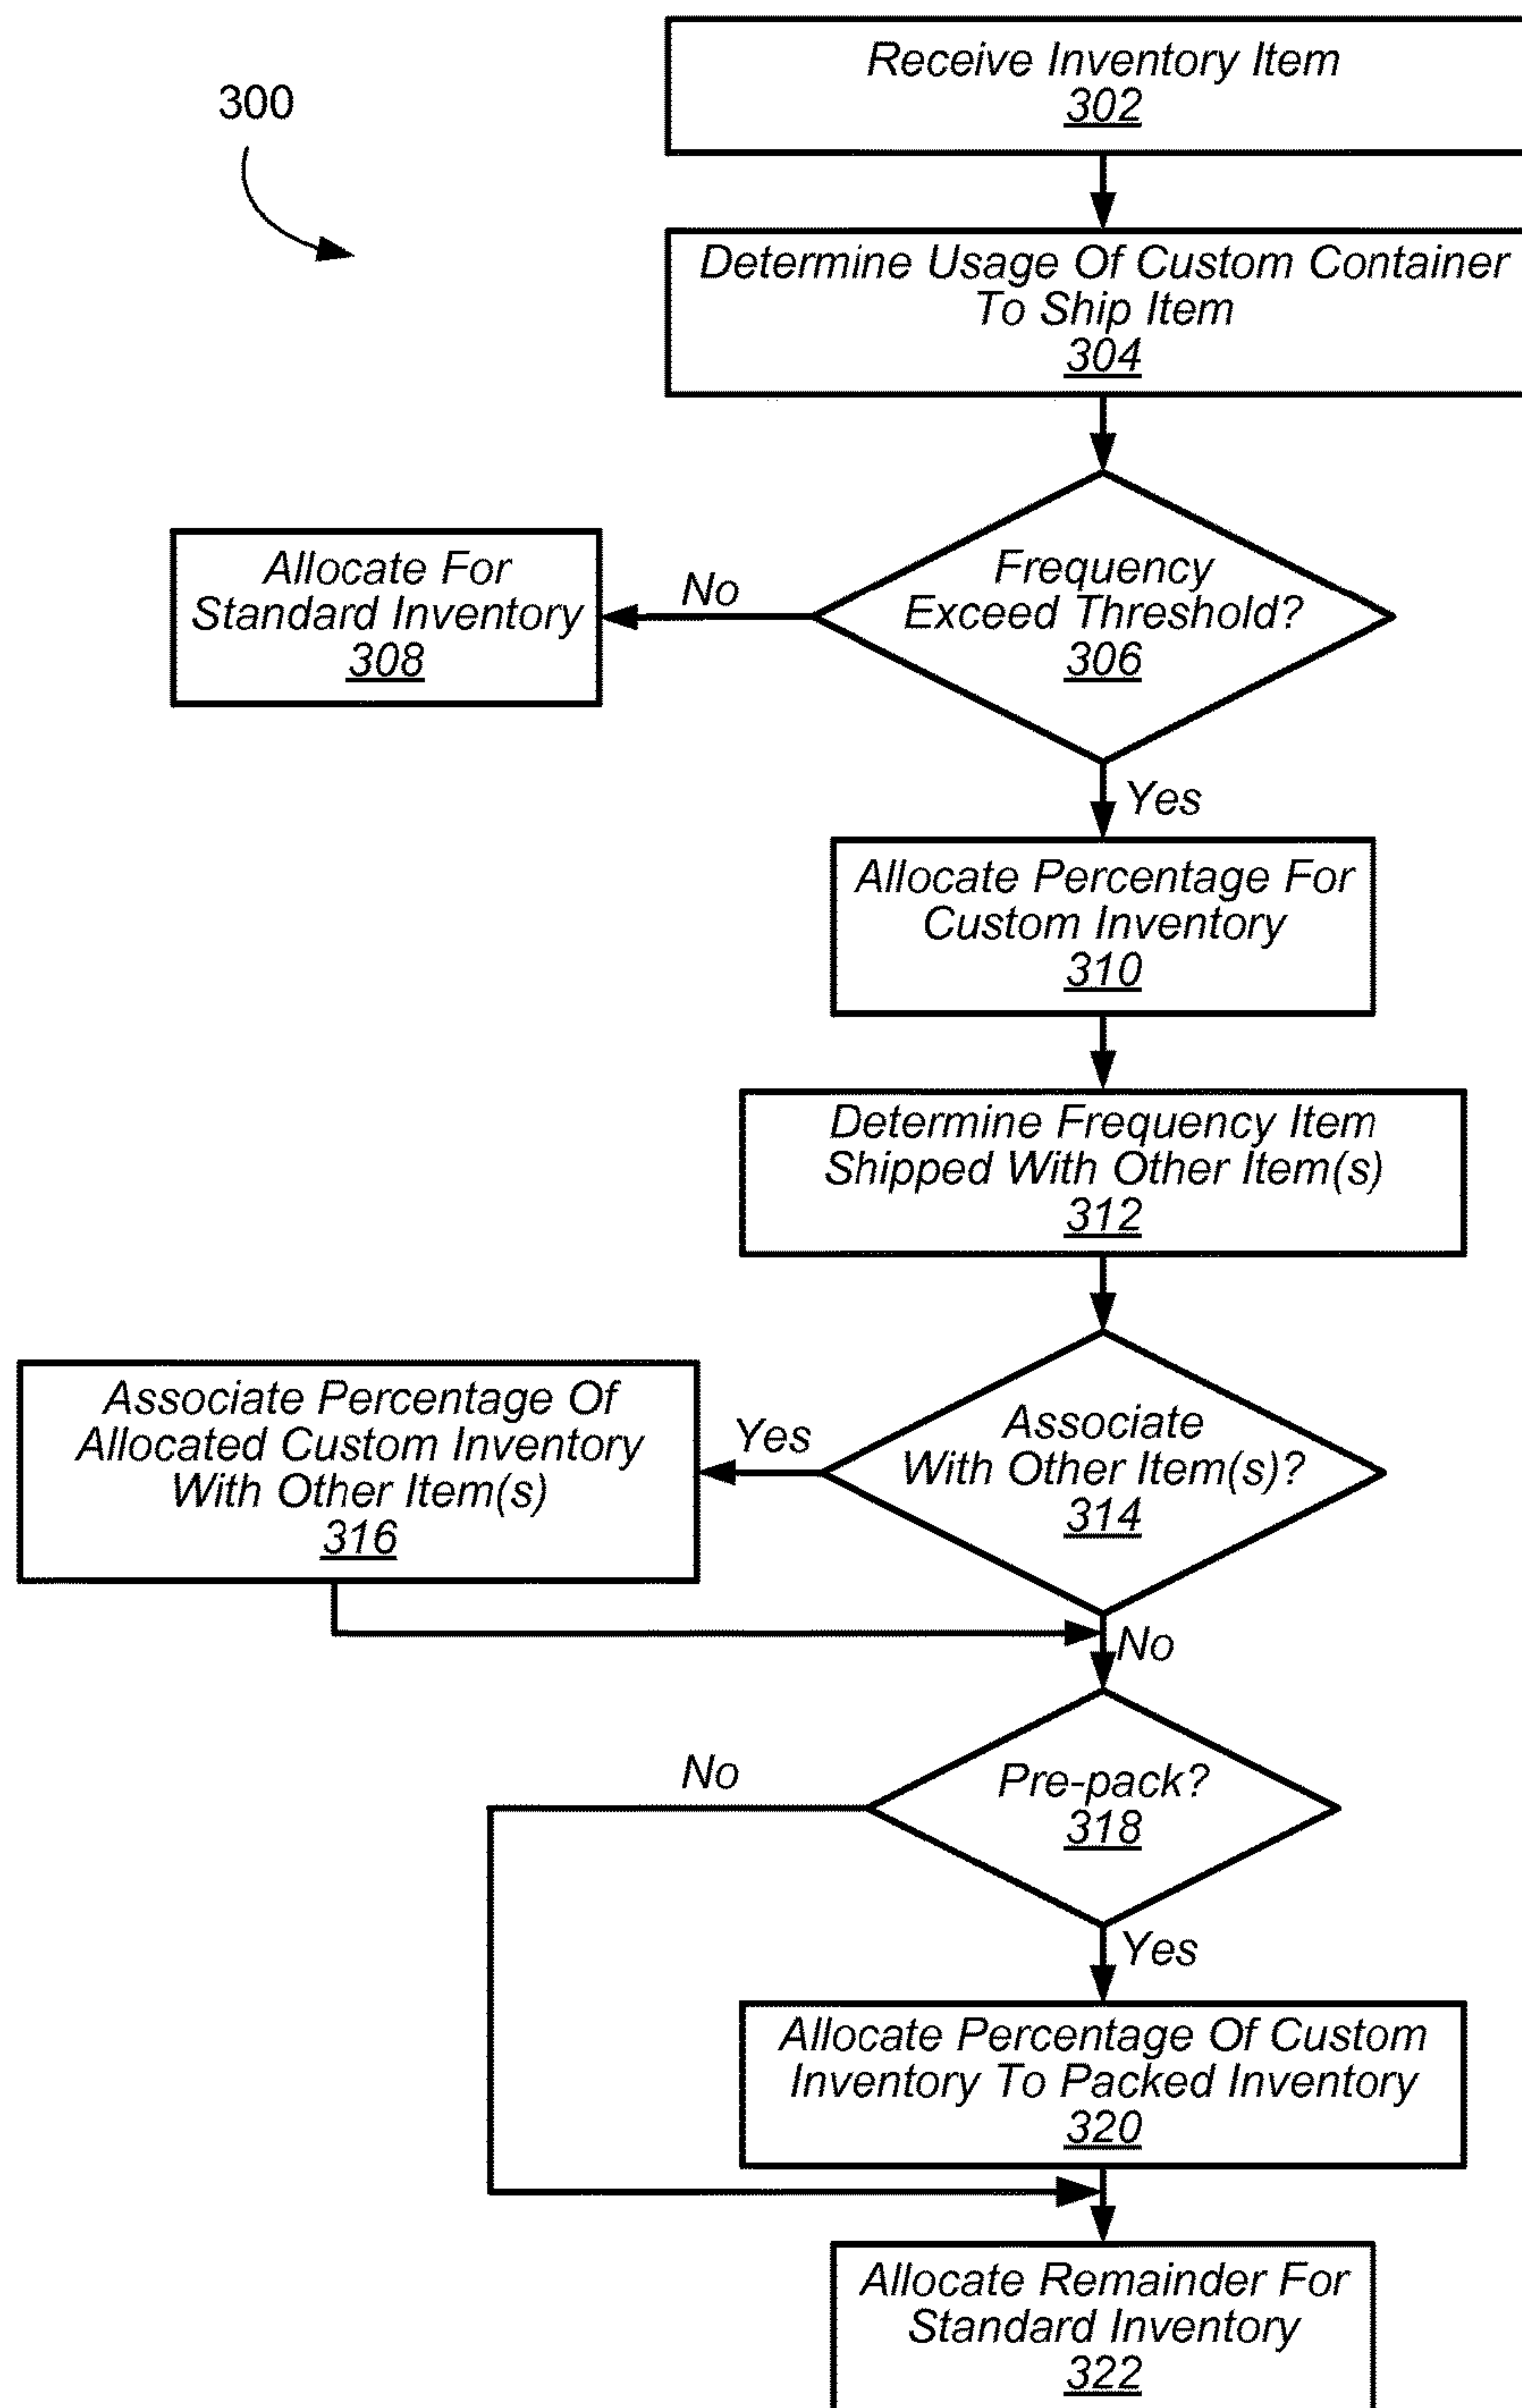 300
Receive Inventory Item
302
Determine Usage Of Custom Container
To Ship Item
304
Frequency
Exceed Threshold?
306
No
Allocate For
Standard Inventory
308
Yes
Allocate Percentage For
Custom Inventory
310
Determine Frequency Item
Shipped With Other Item(s)
312
Associate
With Other Item(s)?
314
Yes
Associate Percentage Of
Allocated Custom Inventory
With Other Item(s)
316
No
Pre-pack?
318
No
Yes
Allocate Percentage Of Custom
Inventory To Packed Inventory
320
Allocate Remainder For
Standard Inventory
322